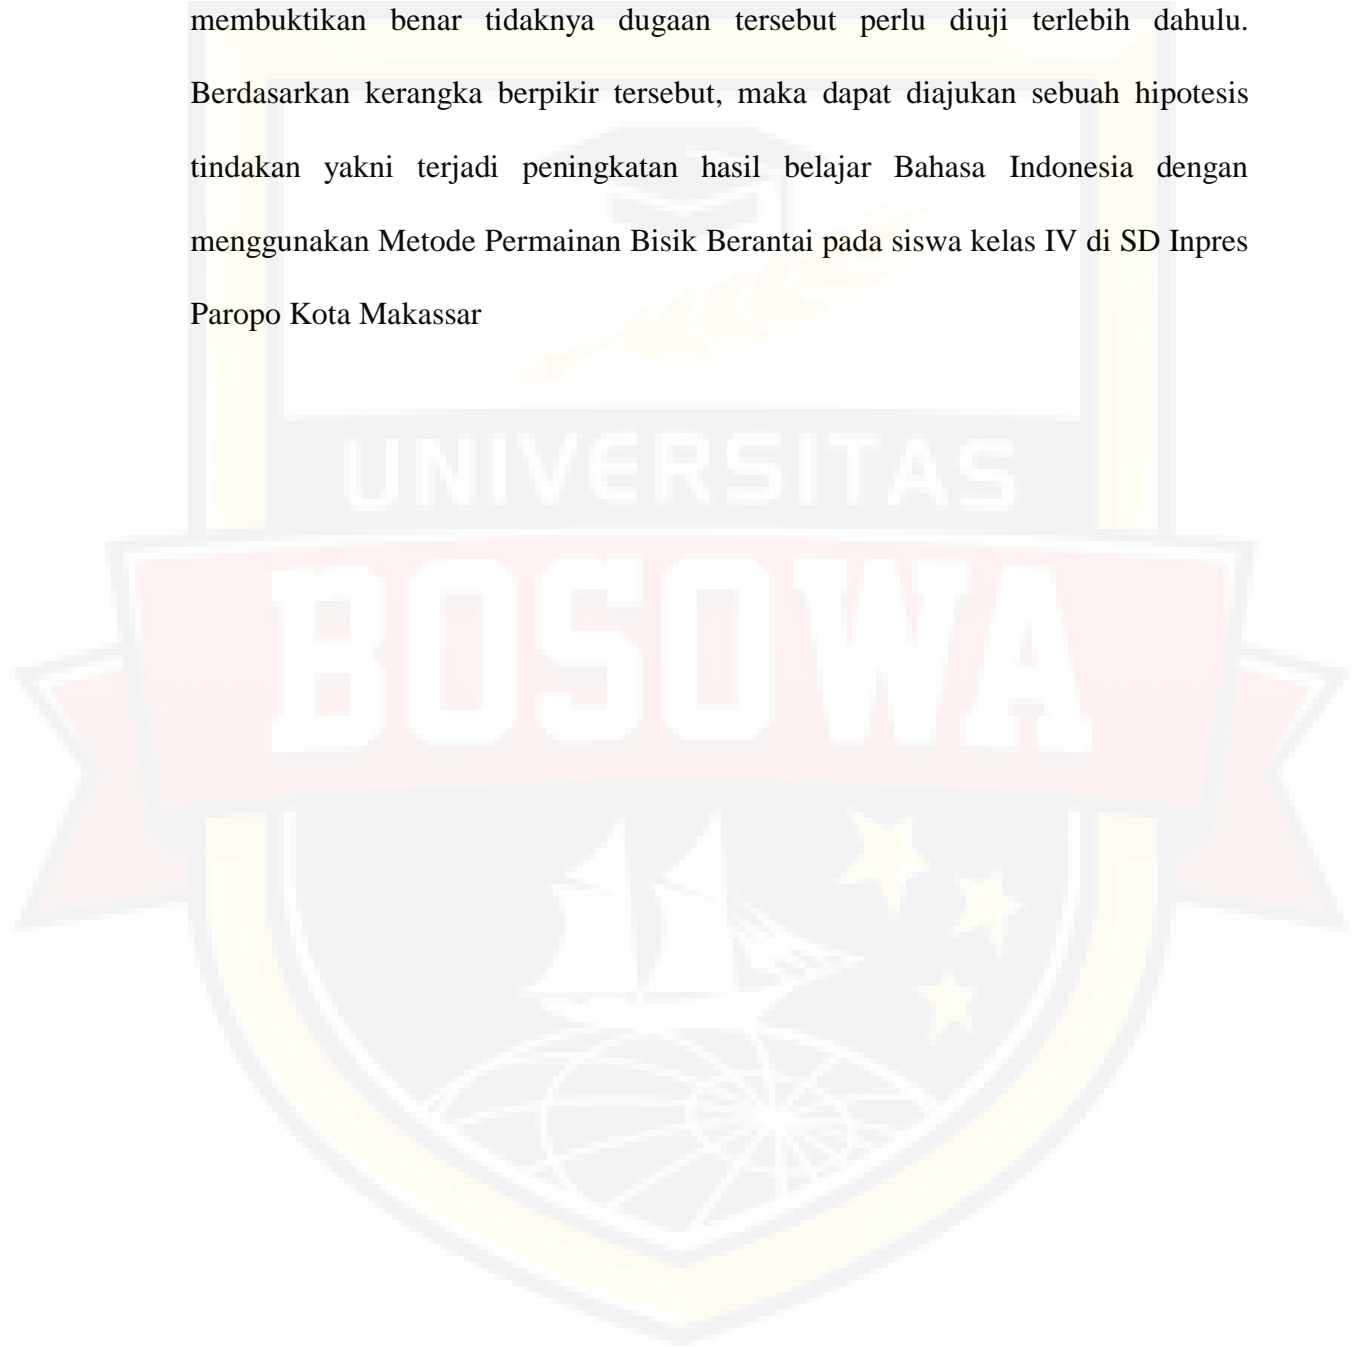 membuktikan benar tidaknya dugaan tersebut perlu diuji terlebih dahulu.
Berdasarkan kerangka berpikir tersebut, maka dapat diajukan sebuah hipotesis
tindakan yakni terjadi peningkatan hasil belajar Bahasa Indonesia dengan
menggunakan Metode Permainan Bisik Berantai pada siswa kelas IV di SD Inpres
Paropo Kota Makassar
UNIVERSITAS
BOSOWA